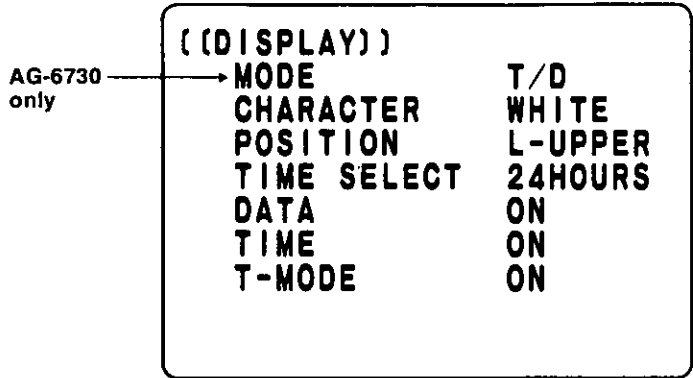 ((DISPLAY))
AG-6730
only
MODE T/D
CHARACTER WHITE
POSITION L-UPPER
TIME SELECT 24HOURS
DATA ON
TIME ON
T-MODE ON